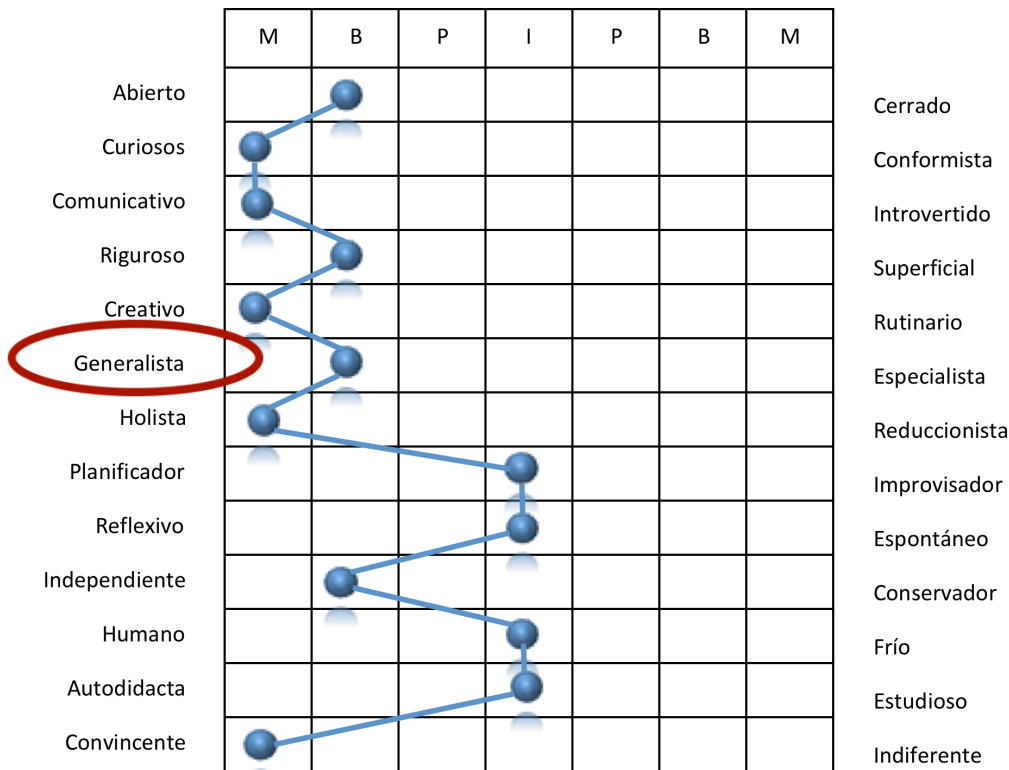 M B P I P B M
Abierto Cerrado
Curiosos Conformista
Comunicativo Introvertido
Riguroso Superficial
Creativo Rutinario
Generalista Especialista
Holista Reduccionista
Planificador Improvisador
Reflexivo Espontáneo
Independiente Conservador
Humano Frío
Autodidacta Estudioso
Convincente Indiferente